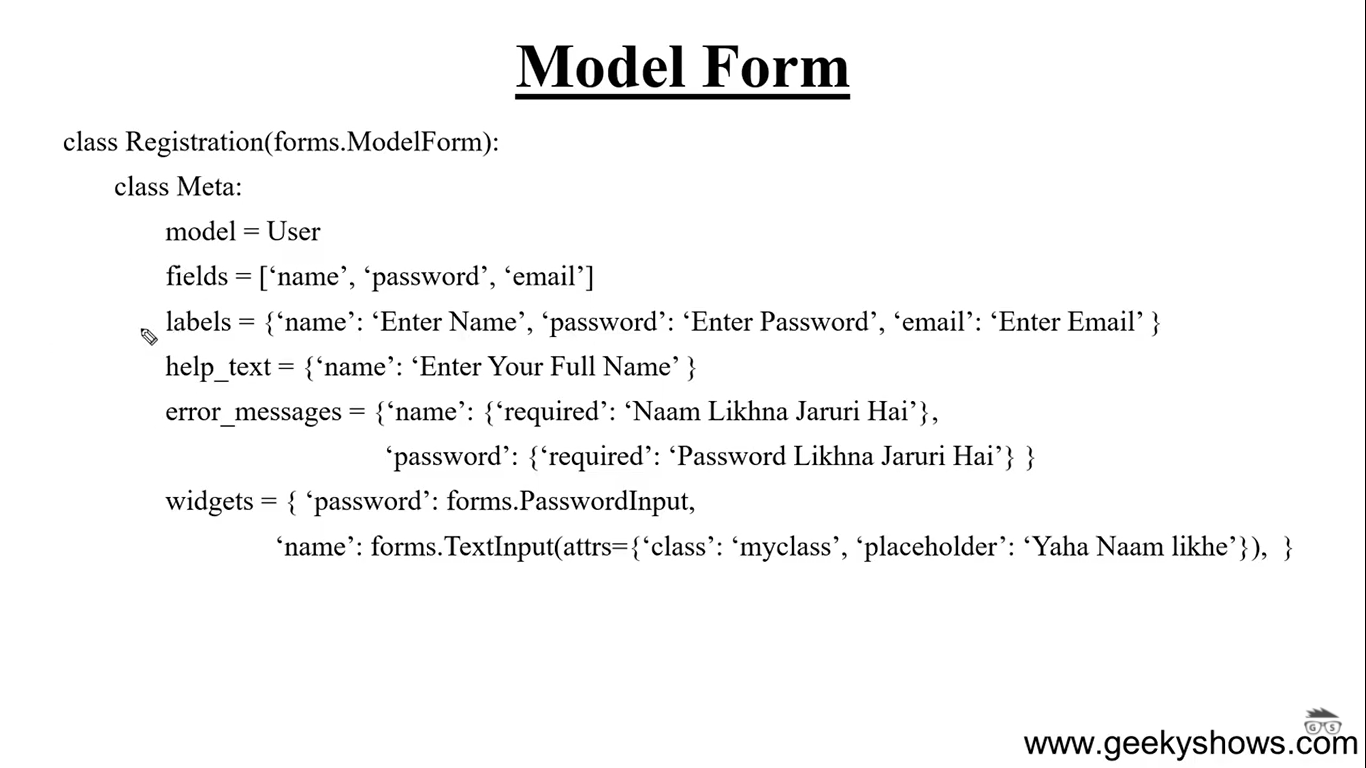 Model Form
class Registration(forms.ModelForm):
class Meta:
model = User
fields = [‘name’, ‘password’, ‘email’]
labels = {‘name’: ‘Enter Name’, ‘password’: ‘Enter Password’, ‘email’: ‘Enter Email’ }
help_text = {‘name’: ‘Enter Your Full Name’ }
error_messages = {‘name’: {‘required’: ‘Naam Likhna Jaruri Hai’},
‘password’: {‘required’: ‘Password Likhna Jaruri Hai’} }
widgets = { ‘password’: forms.PasswordInput,
‘name’: forms.TextInput(attrs={‘class’: ‘myclass’, ‘placeholder’: ‘Yaha Naam likhe’}), }
G S
www.geekyshows.com